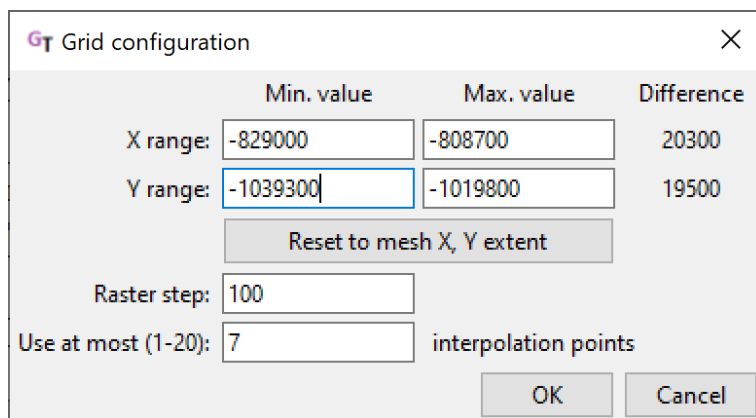 GT Grid configuration
Min. value Max. value Difference
X range: -829000 -808700 20300
Y range: -1039300 -1019800 19500
Reset to mesh X, Y extent
Raster step: 100
Use at most (1-20): 7 interpolation points
OK Cancel